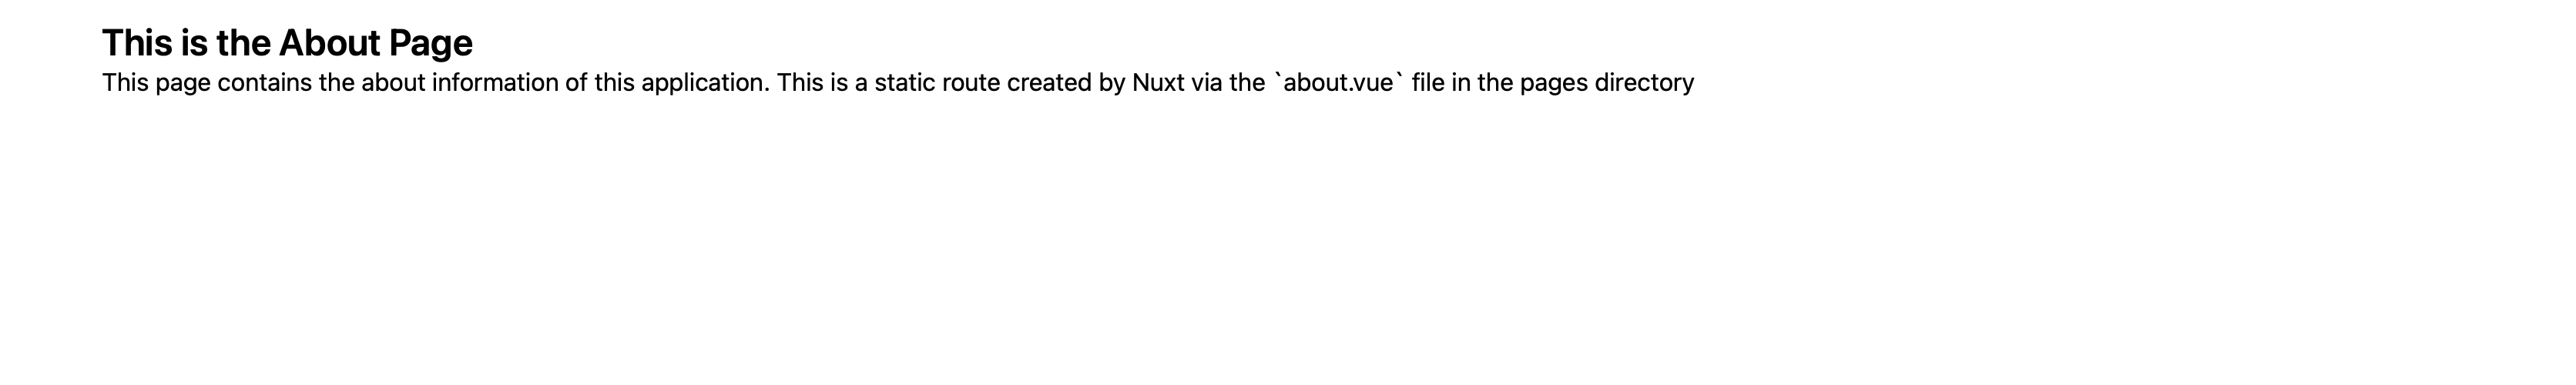 This is the About Page
This page contains the about information of this application. This is a static route created by Nuxt via the `about.vue` file in the pages directory